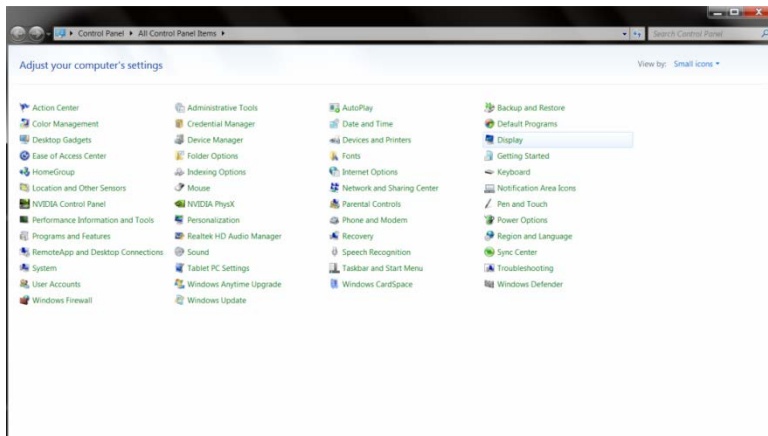 Control Panel ▸ All Control Panel Items ▸ Search Control Panel
Adjust your computer's settings View by: Small icons
Action Center Administrative Tools AutoPlay Backup and Restore
Color Management Credential Manager Date and Time Default Programs
Desktop Gadgets Device Manager Devices and Printers Display
Ease of Access Center Folder Options Fonts Getting Started
HomeGroup Indexing Options Internet Options Keyboard
Location and Other Sensors Mouse Network and Sharing Center Notification Area Icons
NVIDIA Control Panel NVIDIA PhysX Parental Controls Pen and Touch
Performance Information and Tools Personalization Phone and Modem Power Options
Programs and Features Realtek HD Audio Manager Recovery Region and Language
RemoteApp and Desktop Connections Sound Speech Recognition Sync Center
System Tablet PC Settings Taskbar and Start Menu Troubleshooting
User Accounts Windows Anytime Upgrade Windows CardSpace Windows Defender
Windows Firewall Windows Update